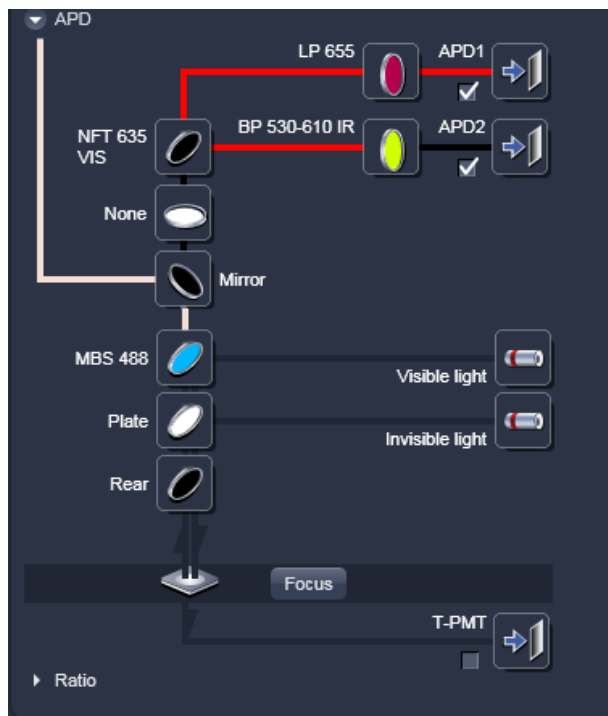 APD
LP 655
APD1
NFT 635
VIS
BP 530-610 IR
APD2
None
Mirror
MBS 488
Visible light
Plate
Invisible light
Rear
Focus
T-PMT
Ratio